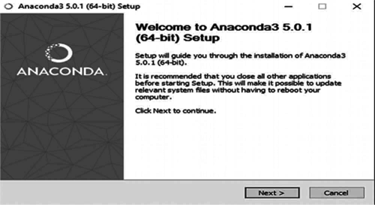 Anaconda3 5.0.1 (64-bit) Setup
ANACONDA
Welcome to Anaconda3 5.0.1
(64-bit) Setup
Setup will guide you through the installation of Anaconda3
5.0.1 (64-bit).
It is recommended that you close all other applications
before starting Setup. This will make it possible to update
relevant system files without having to reboot your
computer.
Click Next to continue.
Next >
Cancel